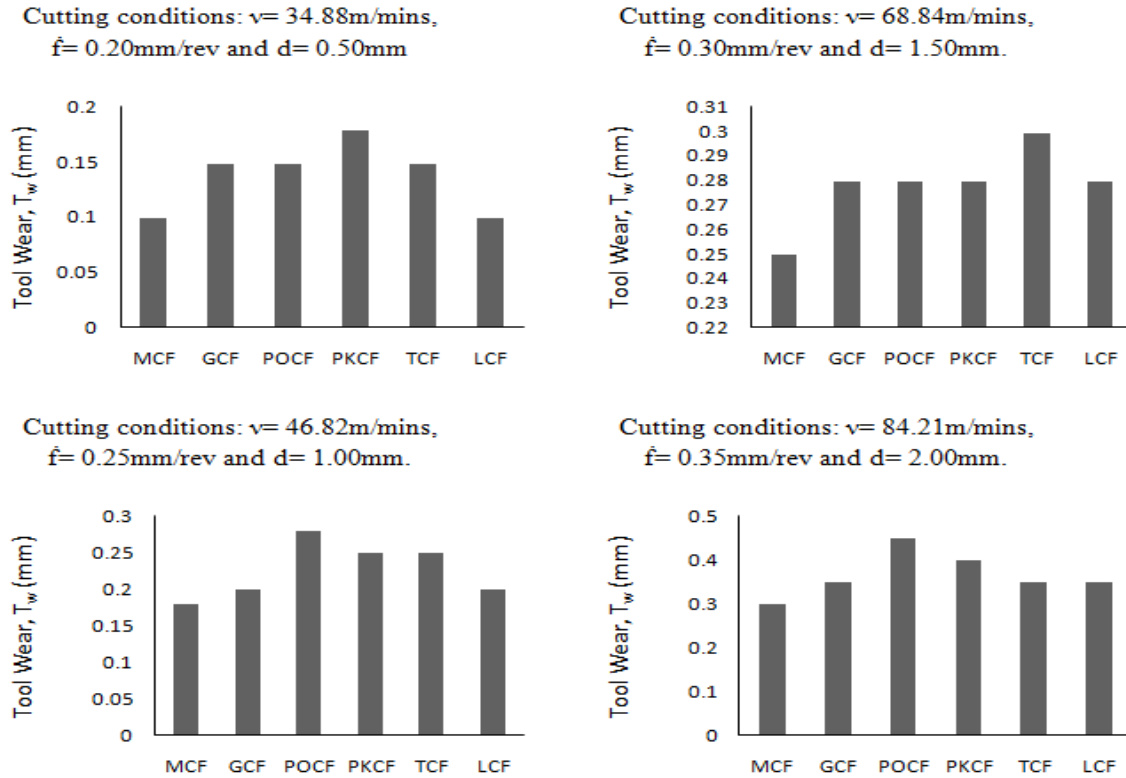 Cutting conditions: ν= 34.88m/mins,
f̂= 0.20mm/rev and d= 0.50mm
Tool Wear, T_w (mm)
0.2
0.15
0.1
0.05
0
MCF GCF POCF PKCF TCF LCF
Cutting conditions: ν= 68.84m/mins,
f̂= 0.30mm/rev and d= 1.50mm.
Tool Wear, T_w (mm)
0.31
0.3
0.29
0.28
0.27
0.26
0.25
0.24
0.23
0.22
MCF GCF POCF PKCF TCF LCF
Cutting conditions: ν= 46.82m/mins,
f̂= 0.25mm/rev and d= 1.00mm.
Tool Wear, T_w (mm)
0.3
0.25
0.2
0.15
0.1
0.05
0
MCF GCF POCF PKCF TCF LCF
Cutting conditions: ν= 84.21m/mins,
f̂= 0.35mm/rev and d= 2.00mm.
Tool Wear, T_w (mm)
0.5
0.4
0.3
0.2
0.1
0
MCF GCF POCF PKCF TCF LCF